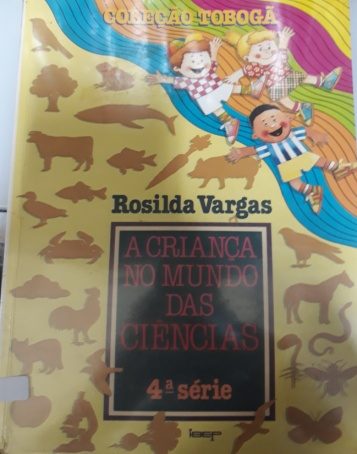 COLEÇÃO TOBOGÃ
Rosilda Vargas
A CRIANÇA
NO MUNDO
DAS
CIÊNCIAS
4ª série
IBEP